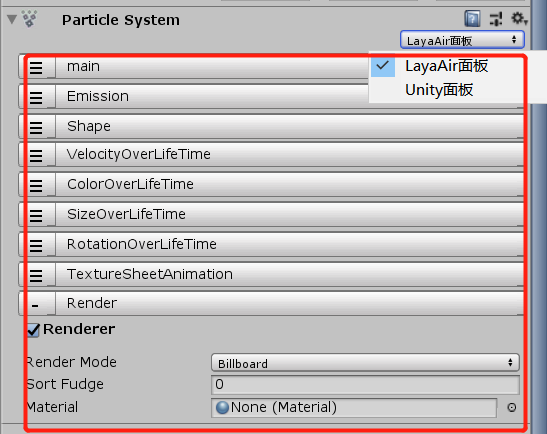 Particle System
LayaAir面板
main
LayaAir面板
Unity面板
Emission
Shape
VelocityOverLifeTime
ColorOverLifeTime
SizeOverLifeTime
RotationOverLifeTime
TextureSheetAnimation
Render
Renderer
Render Mode Billboard
Sort Fudge 0
Material None (Material)